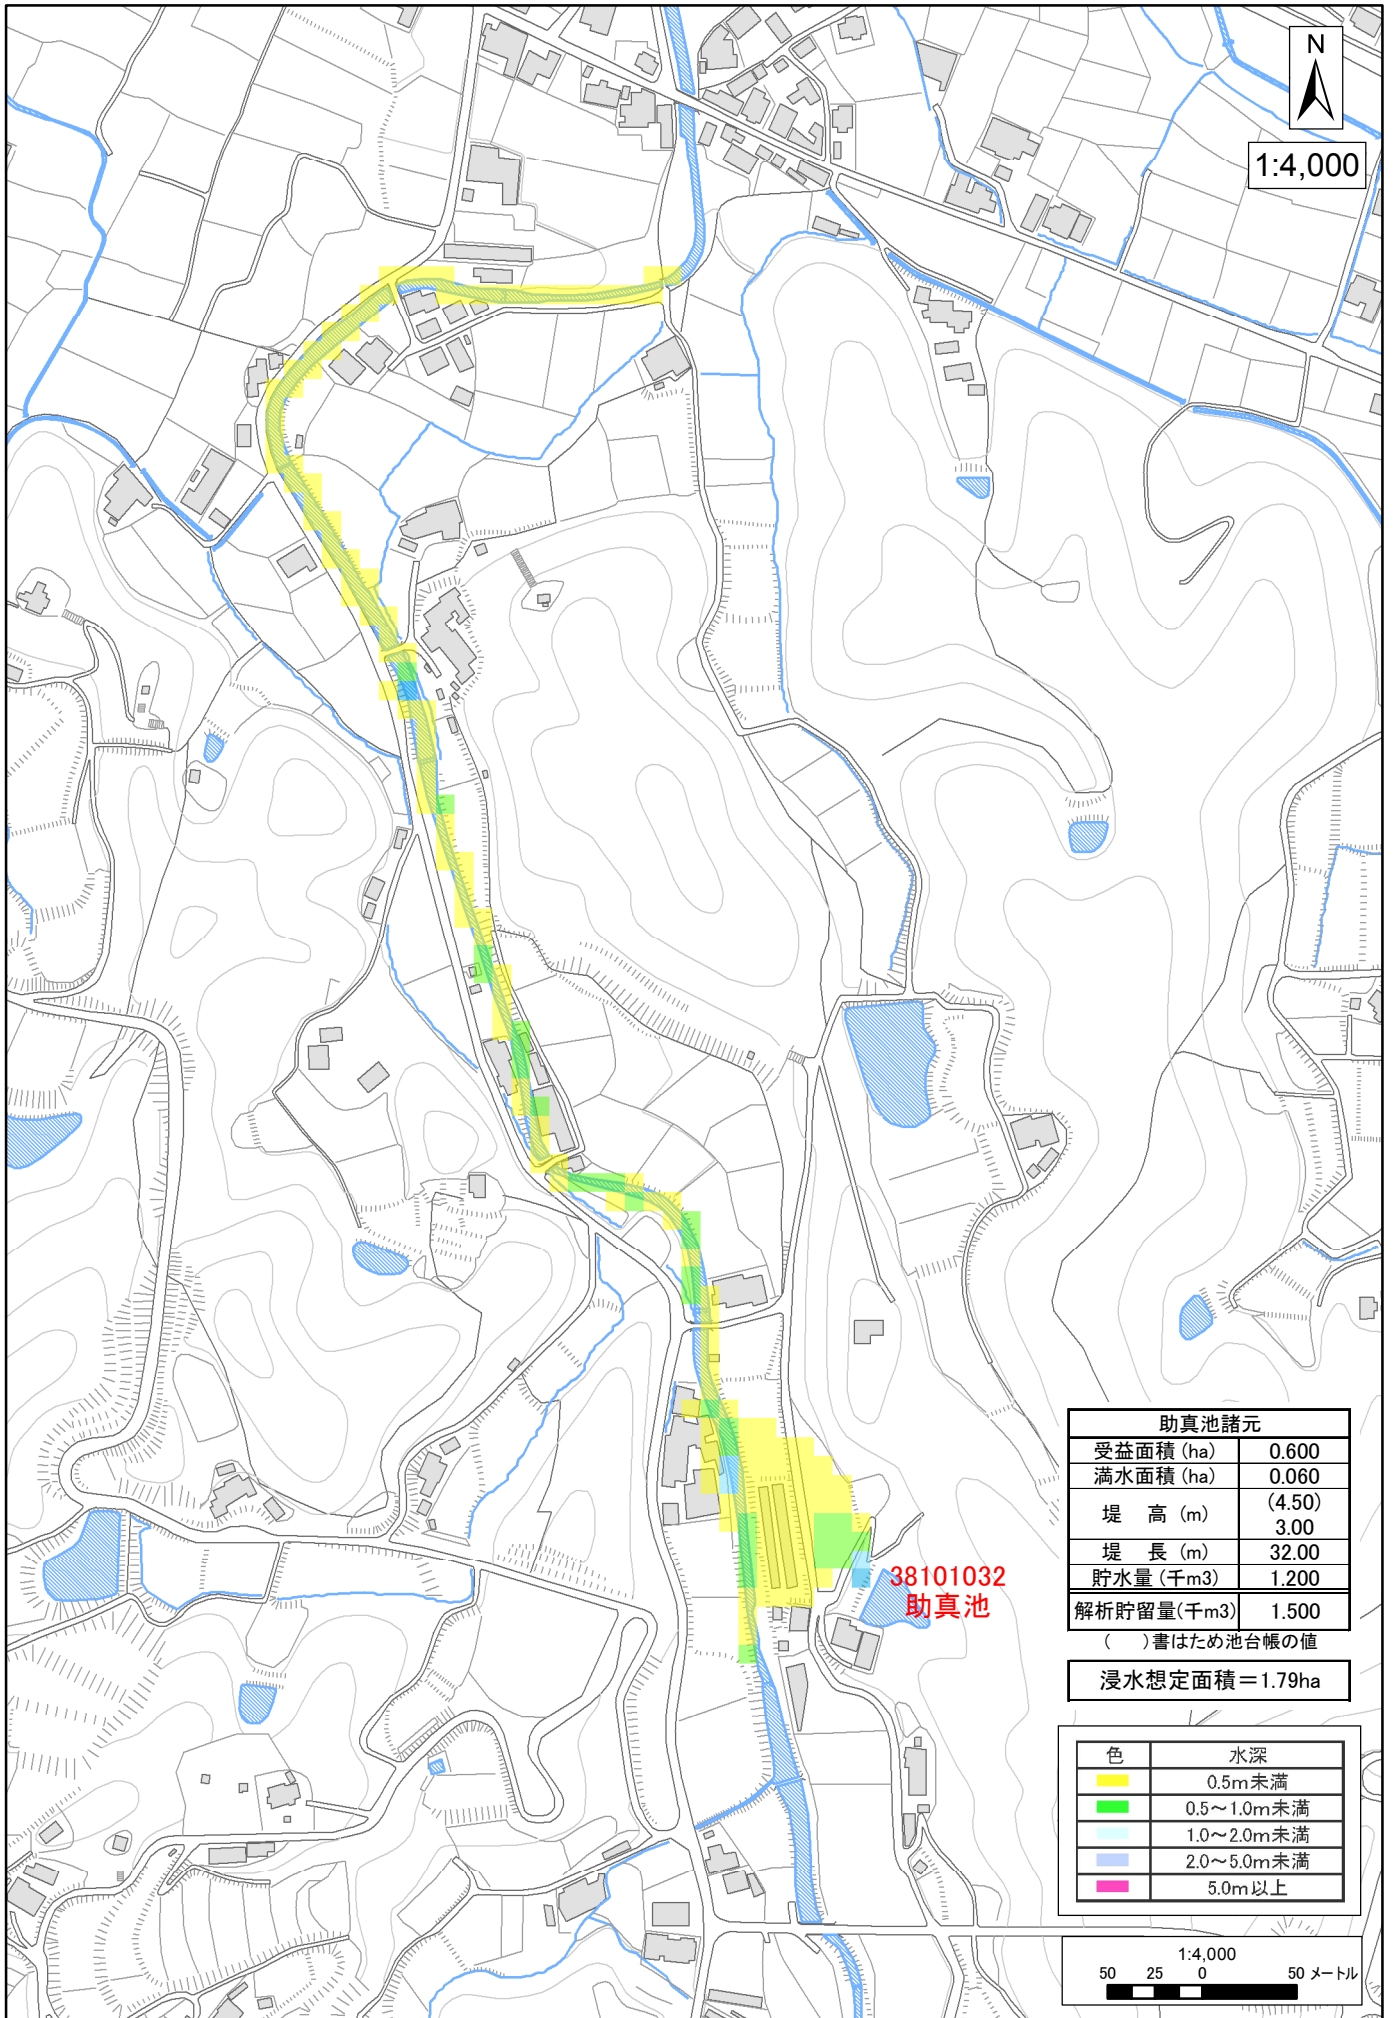 N
1:4,000
38101032
助真池
助真池諸元
受益面積 (ha) 0.600
満水面積 (ha) 0.060
堤 高 (m) (4.50) 3.00
堤 長 (m) 32.00
貯水量 (千m3) 1.200
解析貯留量(千m3) 1.500
( )書はため池台帳の値
浸水想定面積＝1.79ha
色 水深
0.5m未満
0.5～1.0m未満
1.0～2.0m未満
2.0～5.0m未満
5.0m以上
1:4,000
50 25 0 50 メートル